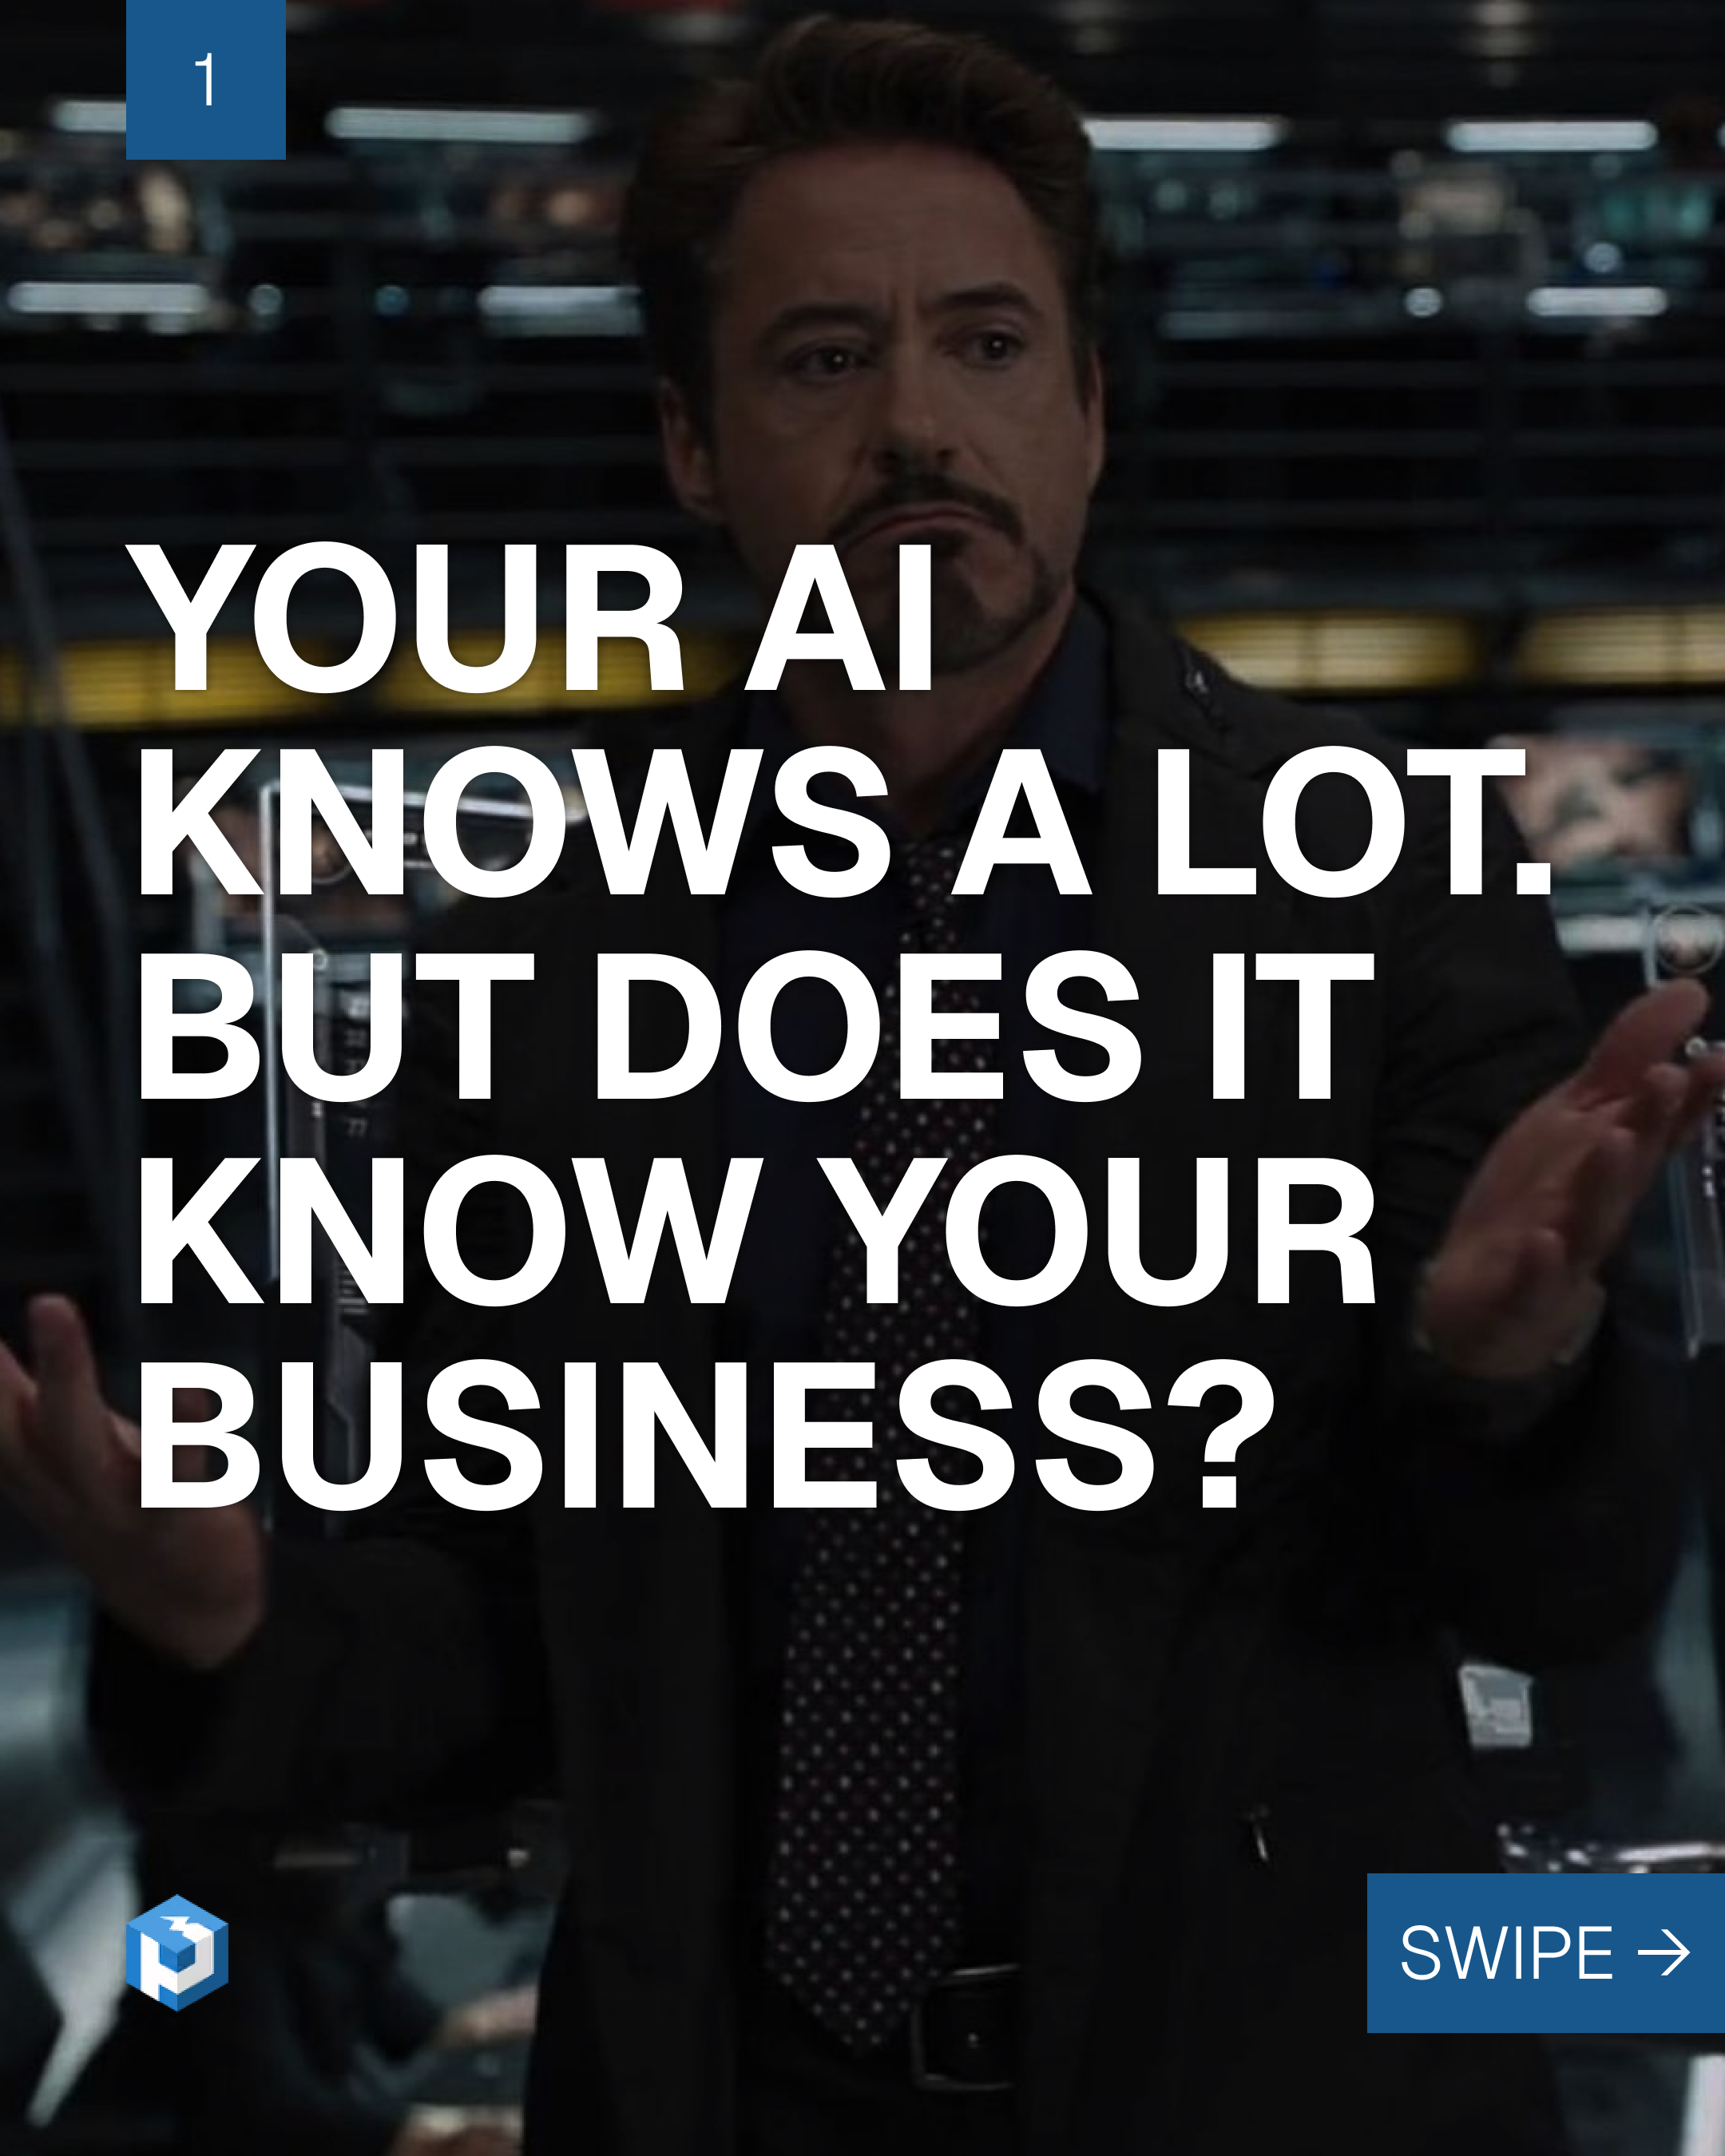 1
YOUR AI
KNOWS A LOT.
BUT DOES IT
KNOW YOUR
BUSINESS?
SWIPE →